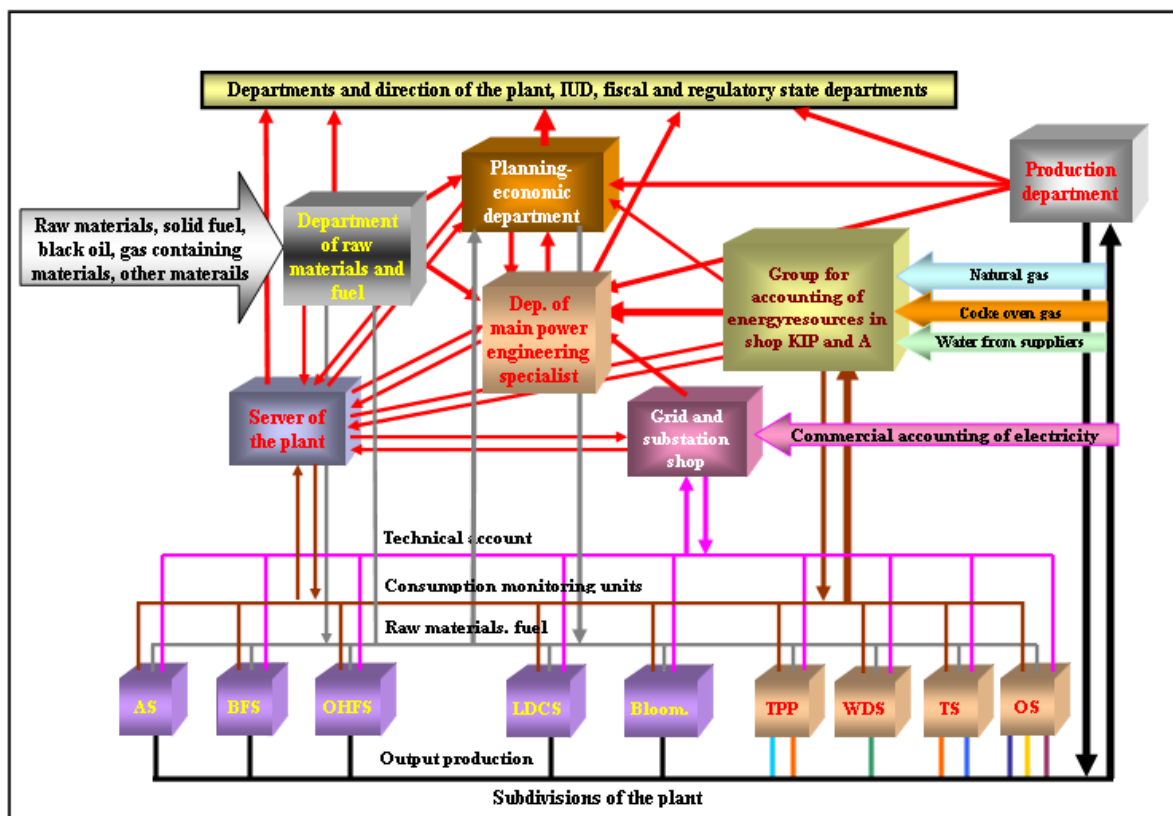 Departments and direction of the plant, IUD, fiscal and regulatory state departments
Planning-
economic
department
Production
department
Raw materials, solid fuel,
black oil, gas containing
materials, other materails
Department
of raw
materials and
fuel
Group for
accounting of
energyresources in
shop KIP and A
Natural gas
Cocke oven gas
Water from suppliers
Dep. of
main power
engineering
specialist
Server of
the plant
Grid and
substation
shop
Commercial accounting of electricity
Technical account
Consumption monitoring units
Raw materials. fuel
AS
BFS
OHFS
LDCS
Bloom.
TPP
WDS
TS
OS
Output production
Subdivisions of the plant